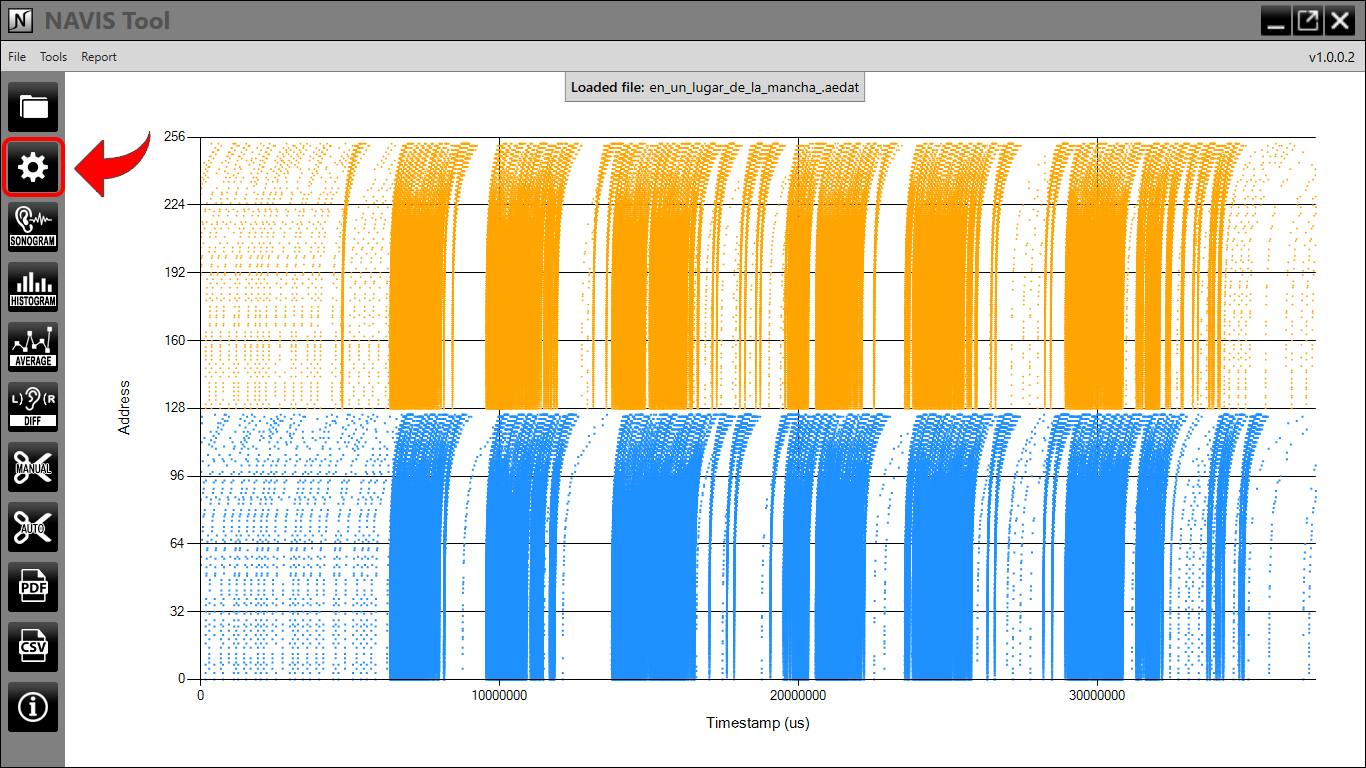 N NAVIS Tool
File Tools Report v1.0.0.2
Loaded file: en_un_lugar_de_la_mancha_.aedat
SONOGRAM
HISTOGRAM
AVERAGE
L) (R
DIFF
MANUAL
AUTO
PDF
CSV
256
224
192
160
128
96
64
32
0
Address
0 10000000 20000000 30000000
Timestamp (us)